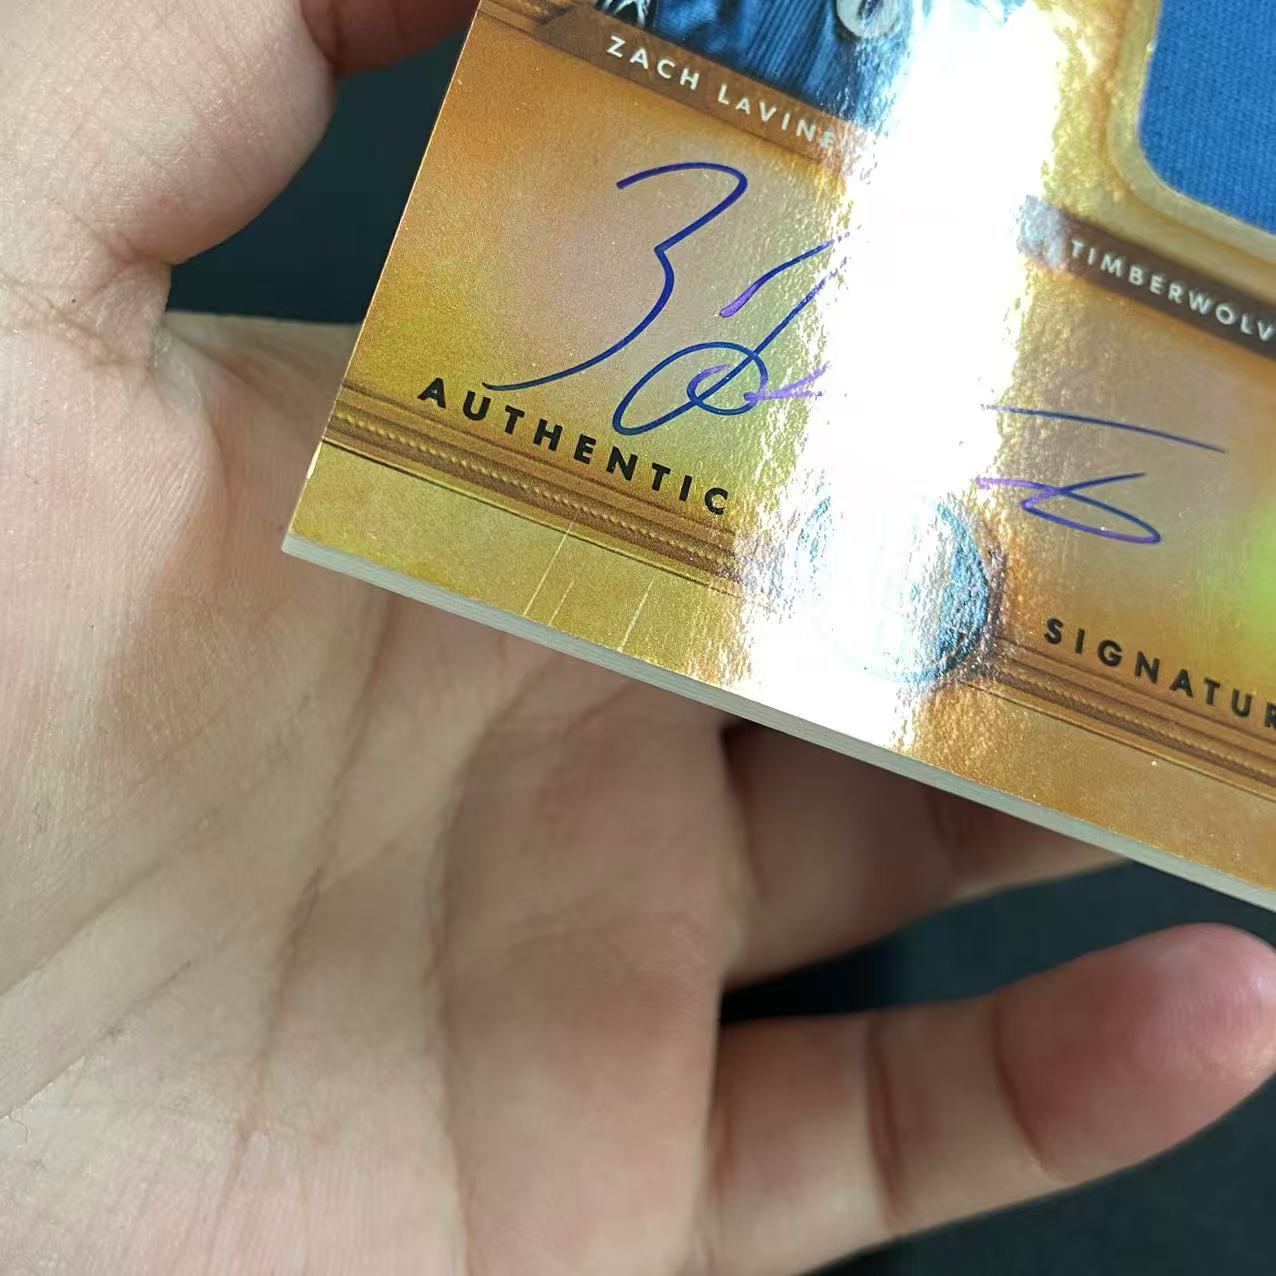 ZACH LaVINE
TIMBERWOLV
AUTHENTIC
SIGNATUR